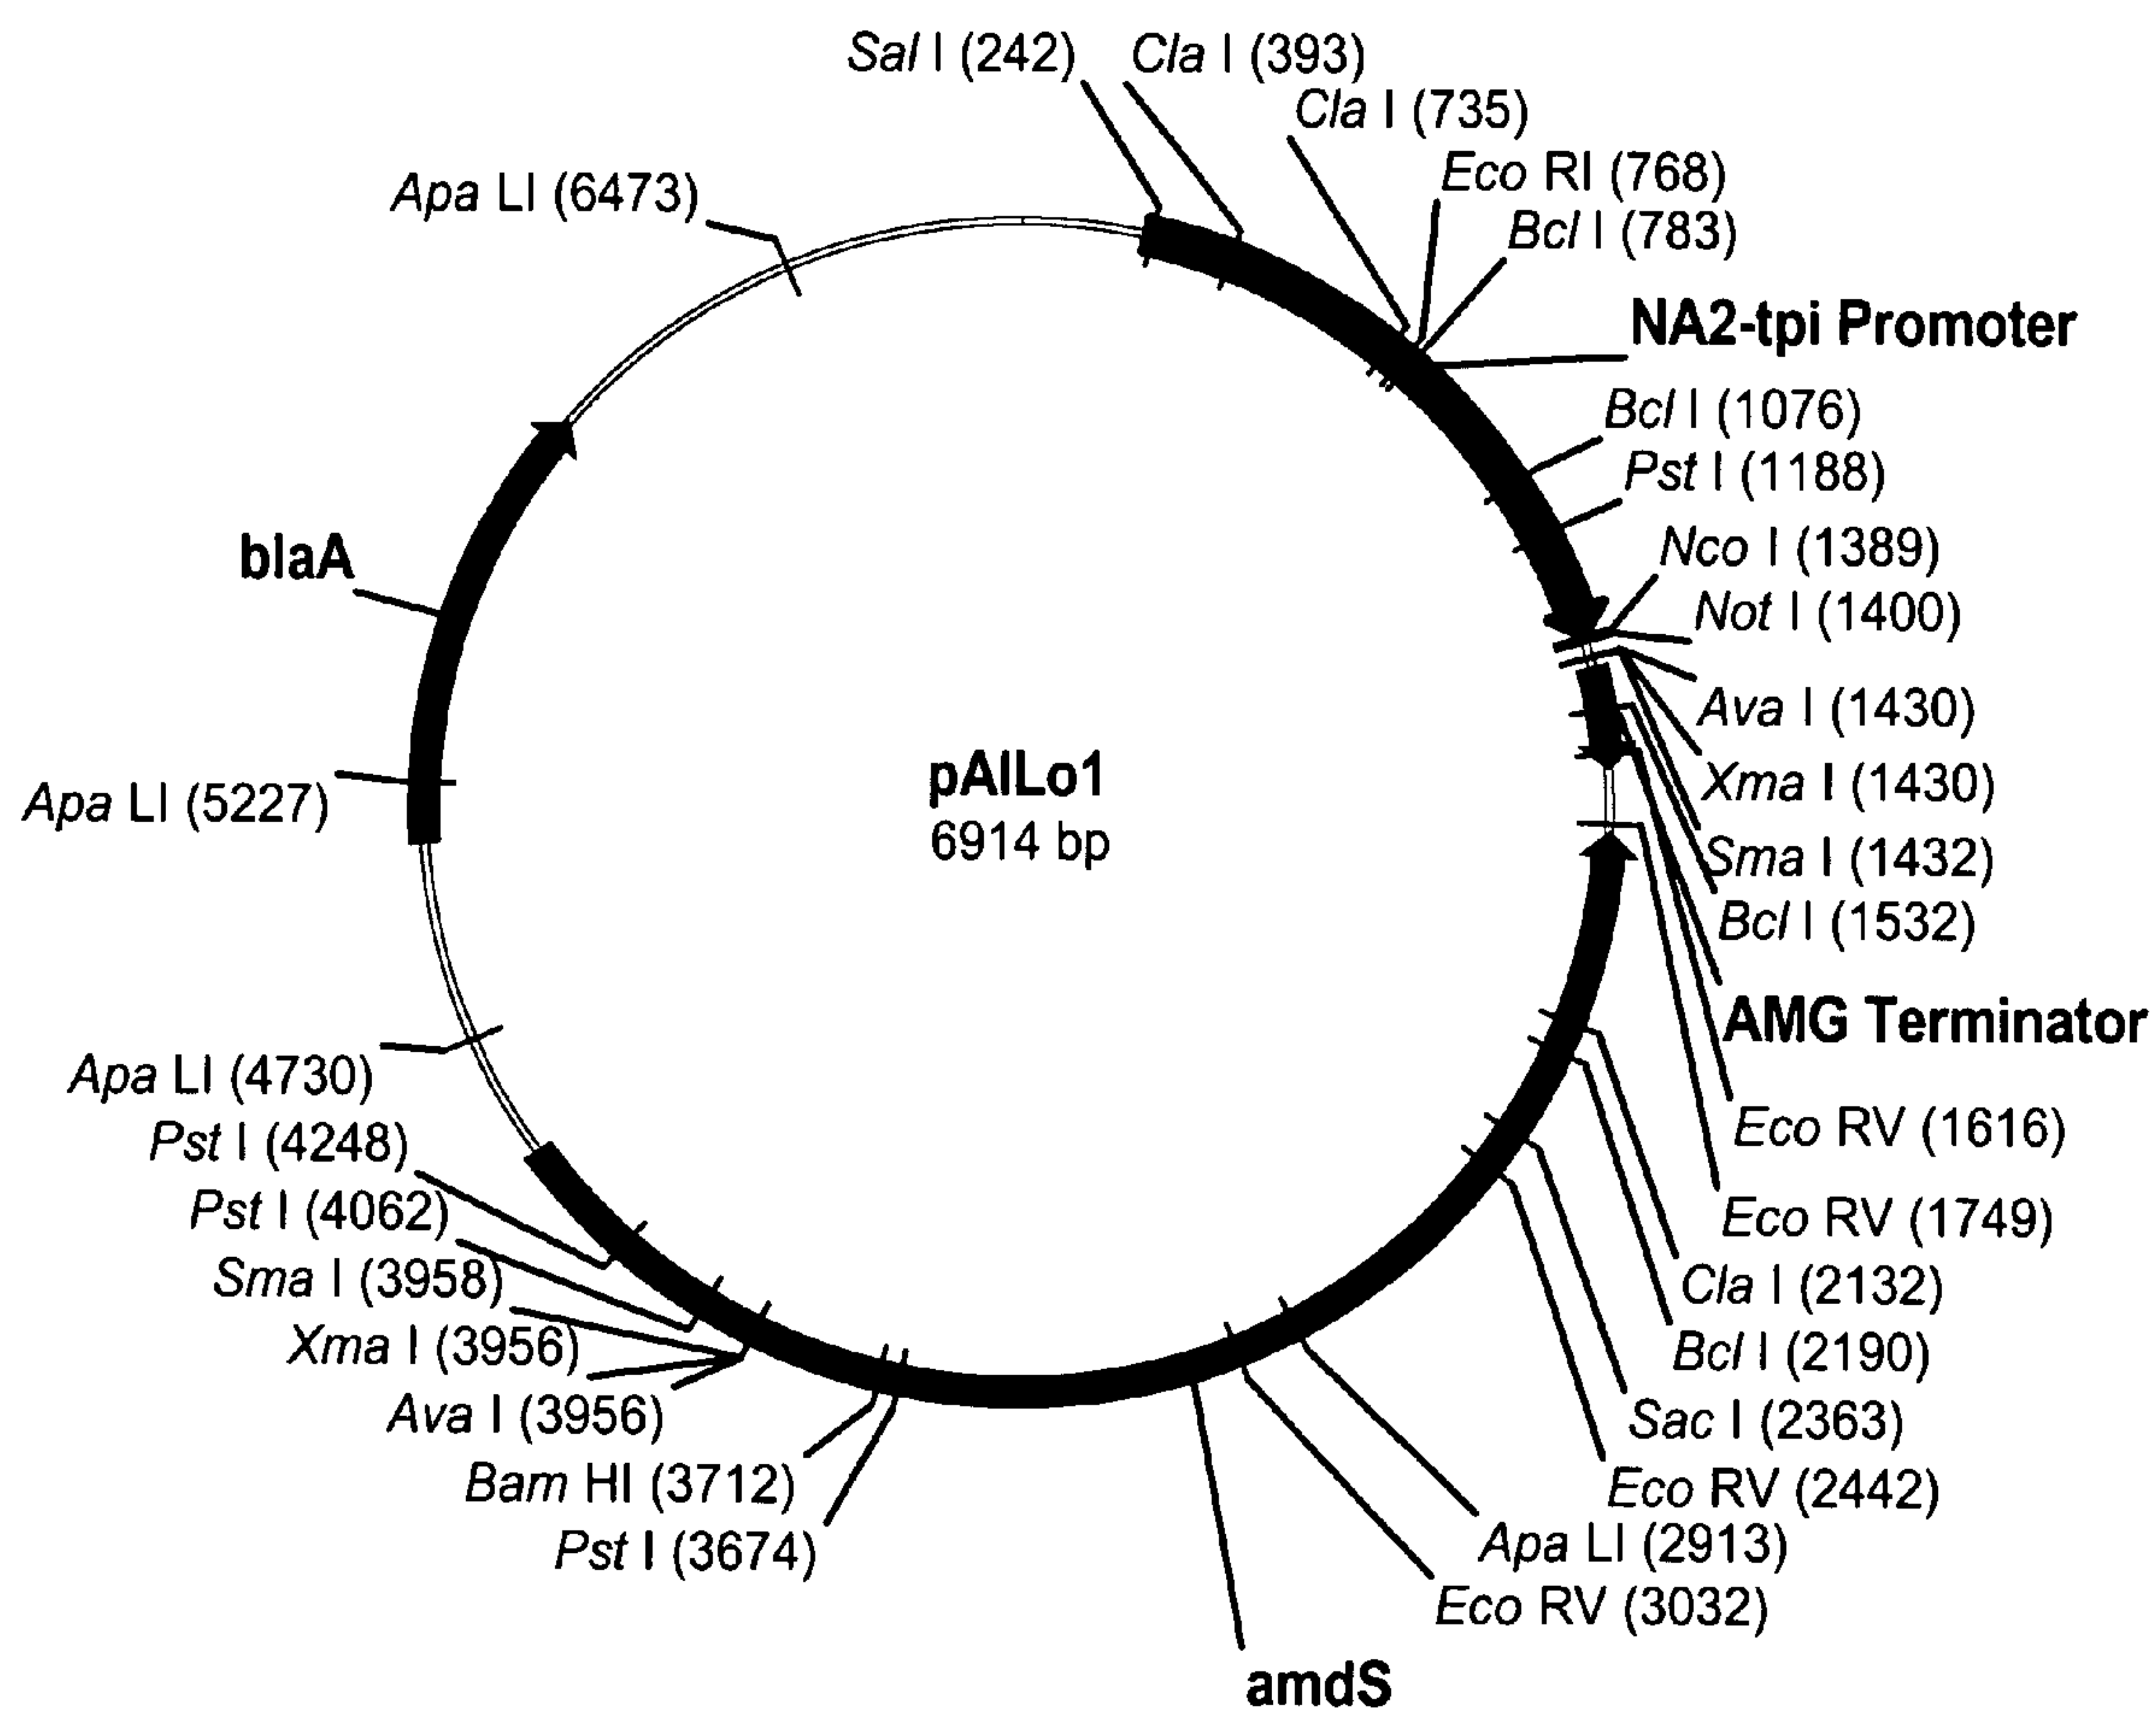 Sal I (242)
Cla I (393)
Cla I (735)
Eco RI (768)
Bcl I (783)
NA2-tpi Promoter
Bcl I (1076)
Pst I (1188)
Nco I (1389)
Not I (1400)
Ava I (1430)
Xma I (1430)
Sma I (1432)
Bcl I (1532)
AMG Terminator
Eco RV (1616)
Eco RV (1749)
Cla I (2132)
Bcl I (2190)
Sac I (2363)
Eco RV (2442)
Apa LI (2913)
Eco RV (3032)
amdS
Pst I (3674)
Bam HI (3712)
Ava I (3956)
Xma I (3956)
Sma I (3958)
Pst I (4062)
Pst I (4248)
Apa LI (4730)
Apa LI (5227)
blaA
Apa LI (6473)
pAlLo1
6914 bp